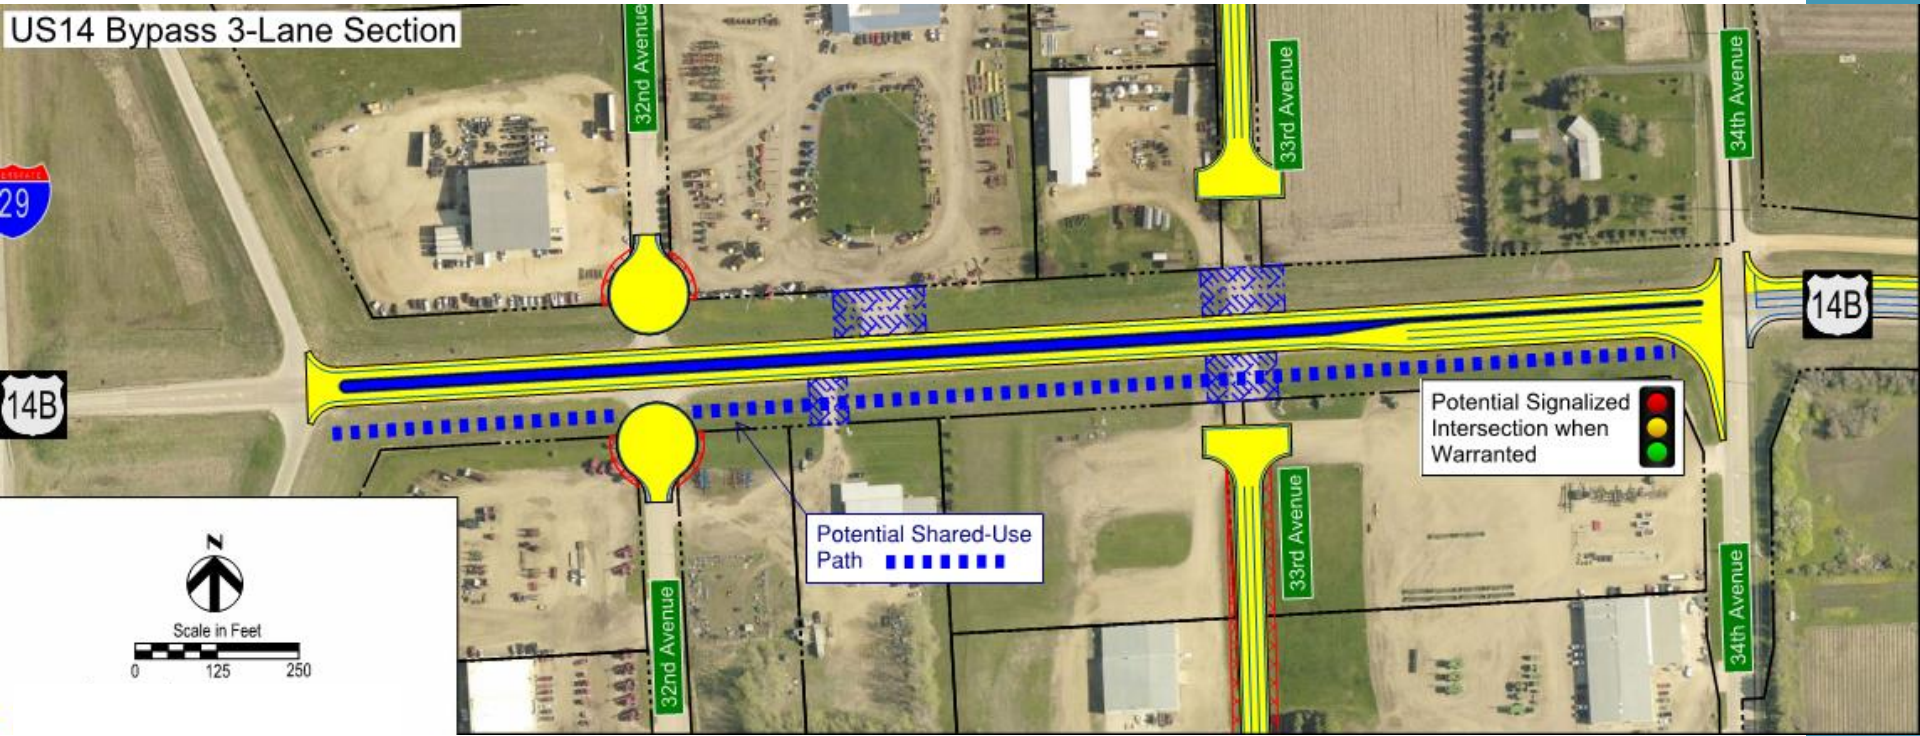 US14 Bypass 3-Lane Section
32nd Avenue
33rd Avenue
34th Avenue
29
14B
14B
Potential Signalized
Intersection when
Warranted
Potential Shared-Use
Path
N
Scale in Feet
0 125 250
32nd Avenue
33rd Avenue
34th Avenue